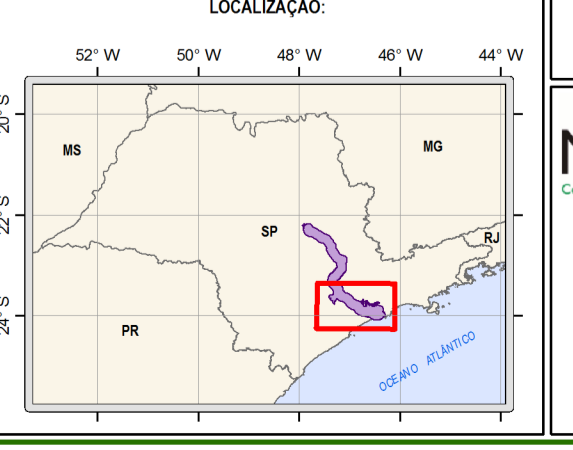 LOCALIZAÇÃO:
52° W 50° W 48° W 46° W 44° W
20° S
MS
MG
22° S
SP
RJ
24° S
PR
OCEANO ATLÂNTICO